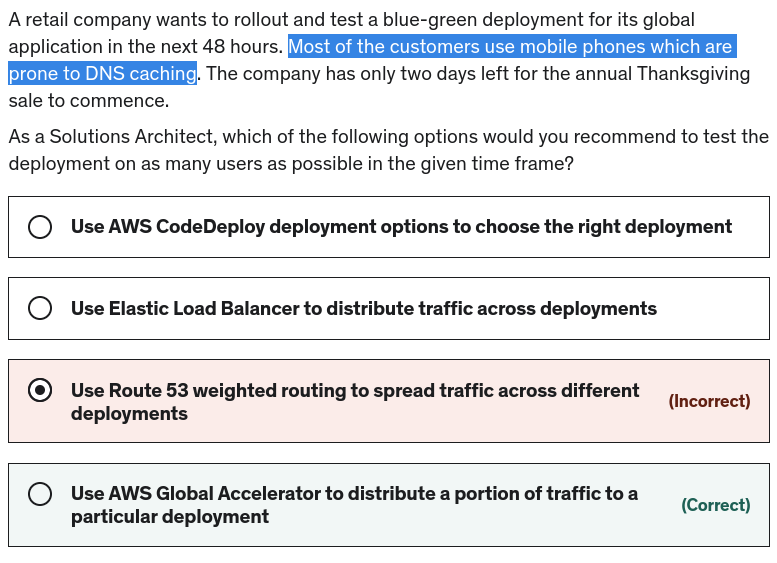 A retail company wants to rollout and test a blue-green deployment for its global
application in the next 48 hours. Most of the customers use mobile phones which are
prone to DNS caching. The company has only two days left for the annual Thanksgiving
sale to commence.
As a Solutions Architect, which of the following options would you recommend to test the
deployment on as many users as possible in the given time frame?
Use AWS CodeDeploy deployment options to choose the right deployment
Use Elastic Load Balancer to distribute traffic across deployments
Use Route 53 weighted routing to spread traffic across different
deployments
(Incorrect)
Use AWS Global Accelerator to distribute a portion of traffic to a
particular deployment
(Correct)